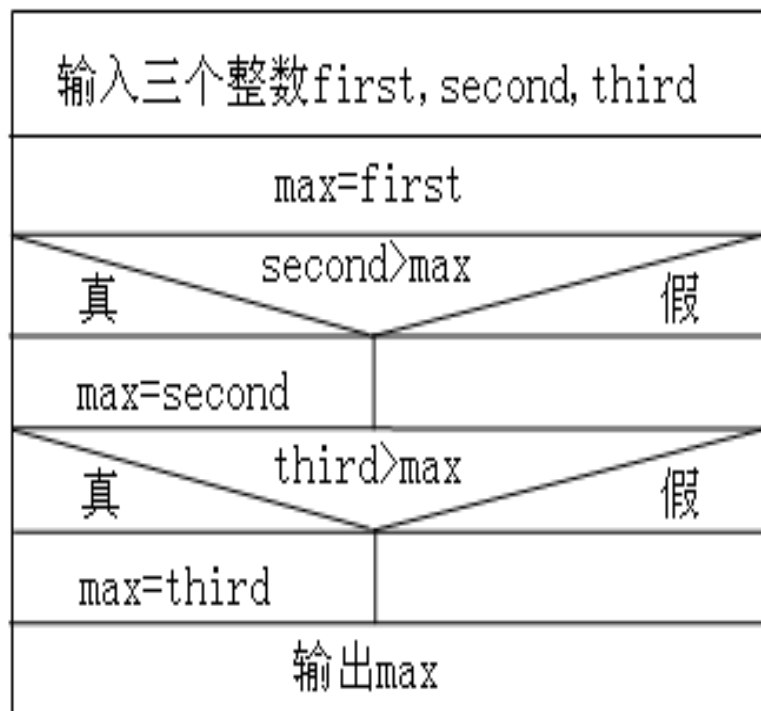 输入三个整数first,second,third
max=first
second>max
真
假
max=second
third>max
真
假
max=third
输出max